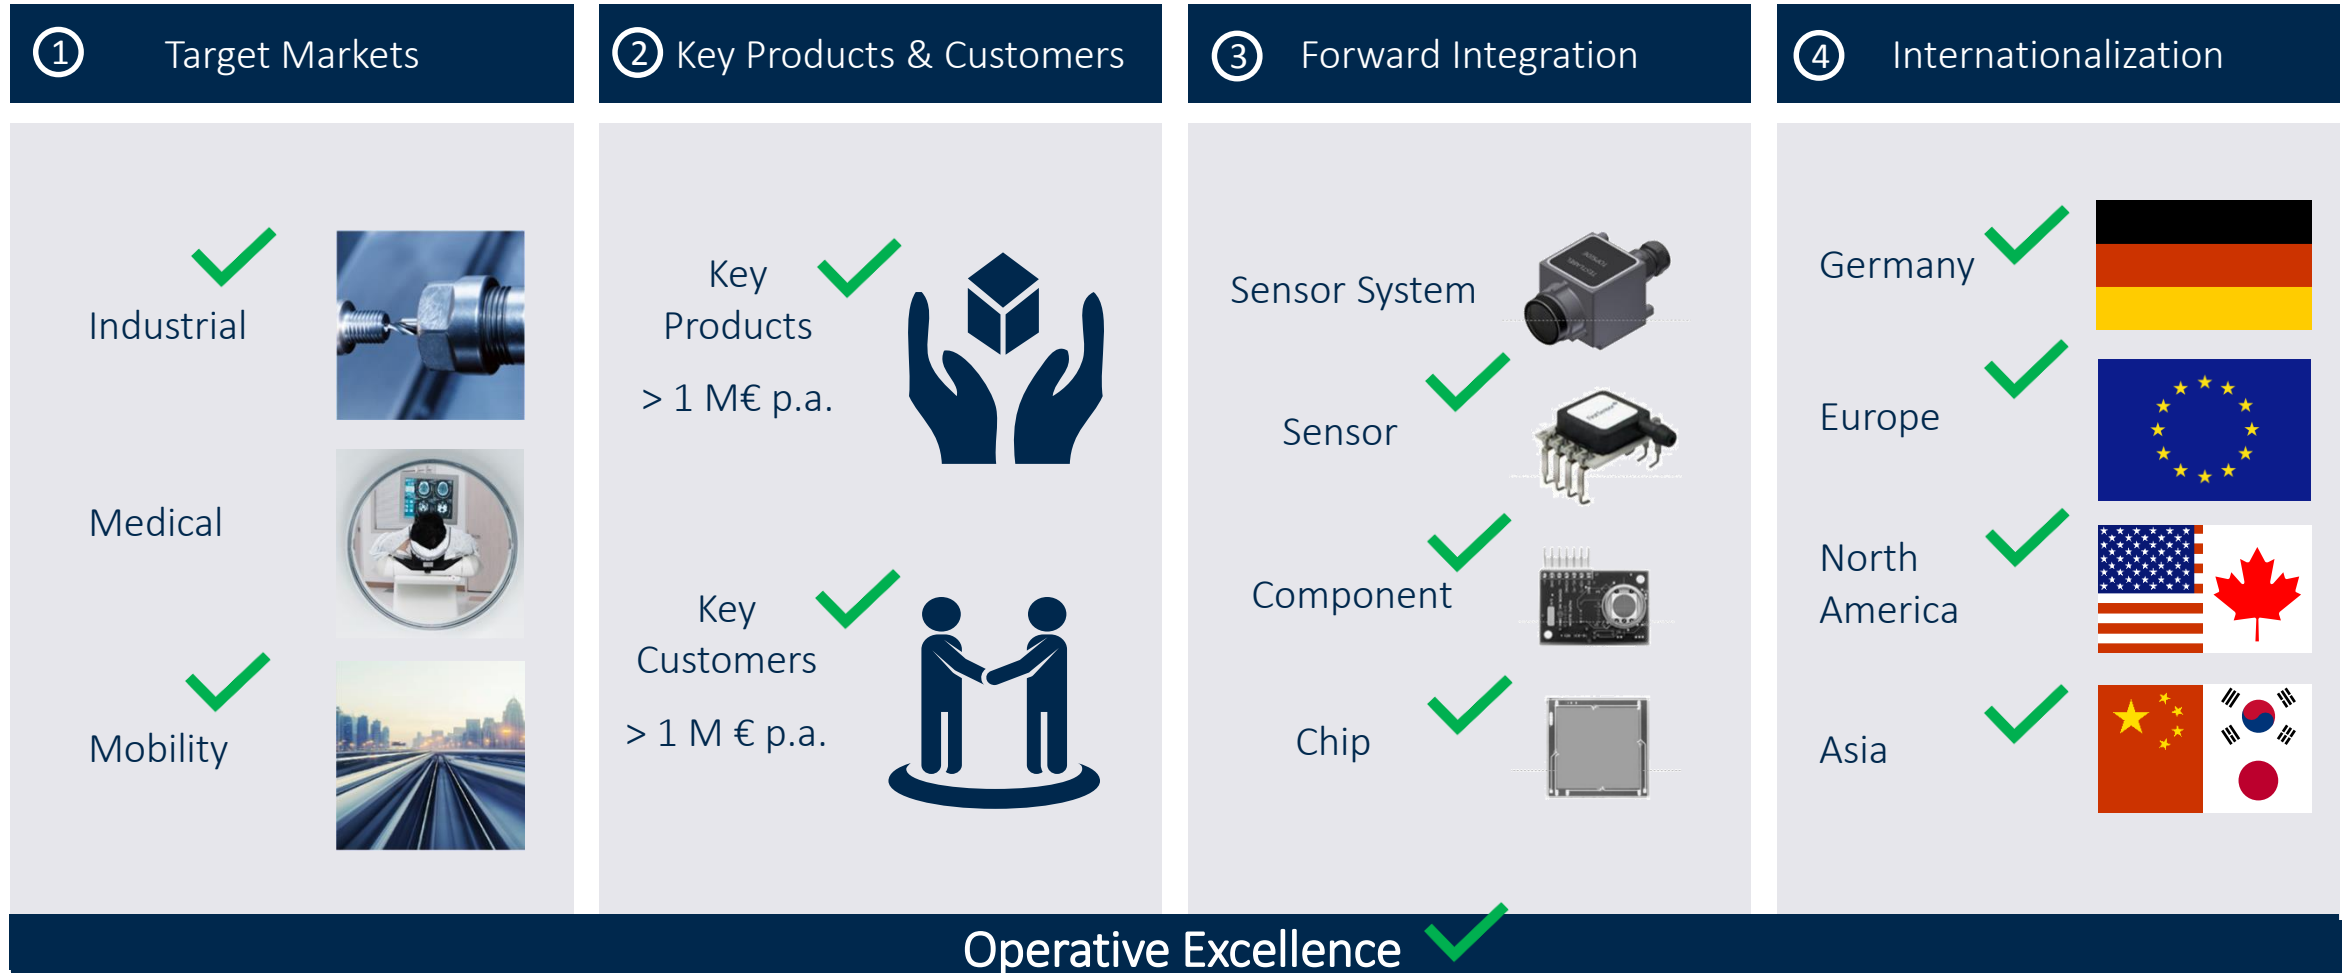 1 Target Markets
Industrial
Medical
Mobility
2 Key Products & Customers
Key
Products
> 1 M€ p.a.
Key
Customers
> 1 M € p.a.
3 Forward Integration
Sensor System
Sensor
Component
Chip
4 Internationalization
Germany
Europe
North
America
Asia
Operative Excellence